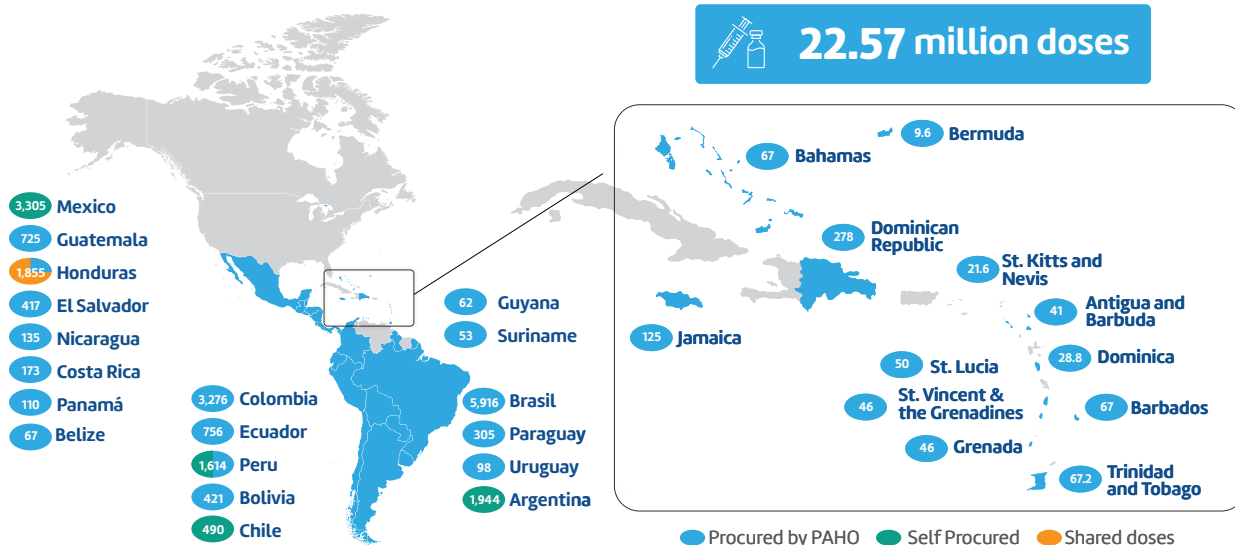 22.57 million doses
9.6 Bermuda
67 Bahamas
278 Dominican
Republic
21.6 St. Kitts and
Nevis
41 Antigua and
Barbuda
125 Jamaica
28.8 Dominica
50 St. Lucia
46 St. Vincent &
the Grenadines
67 Barbados
46 Grenada
67.2 Trinidad
and Tobago
3,305 Mexico
725 Guatemala
1,855 Honduras
417 El Salvador
135 Nicaragua
173 Costa Rica
110 Panamá
67 Belize
62 Guyana
53 Suriname
3,276 Colombia
756 Ecuador
1,614 Peru
421 Bolivia
490 Chile
5,916 Brasil
305 Paraguay
98 Uruguay
1,944 Argentina
Procured by PAHO Self Procured Shared doses